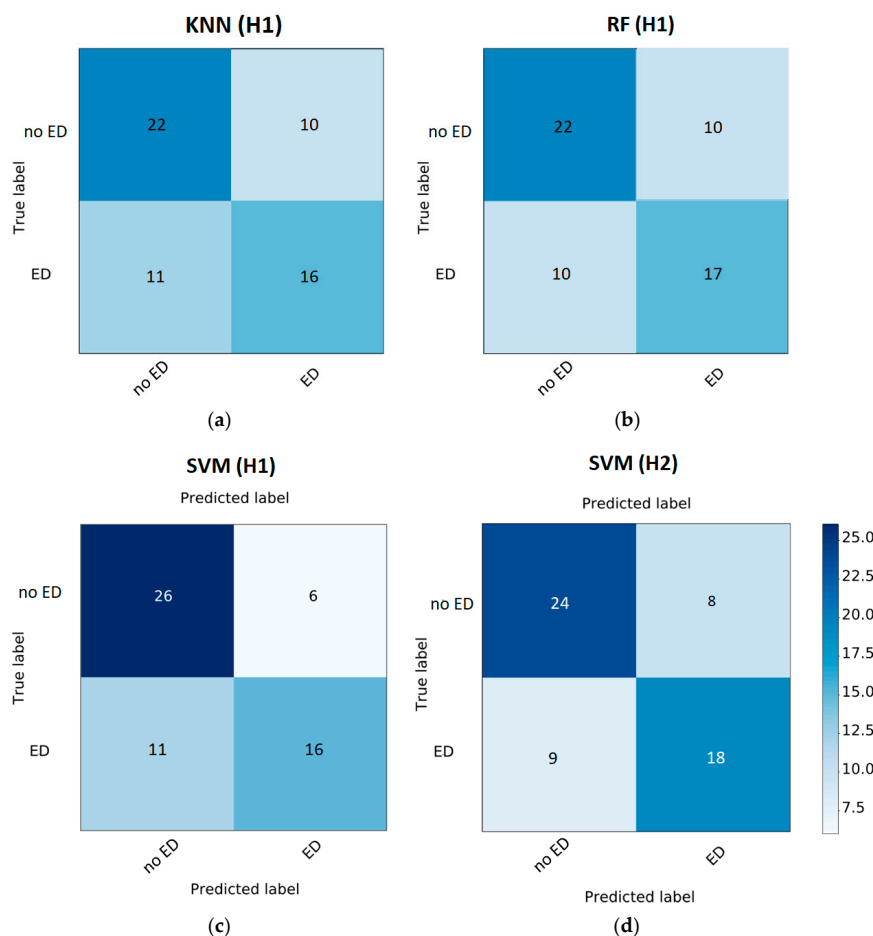 KNN (H1)
no ED
22
10
True label
ED
11
16
no ED
ED
(a)
RF (H1)
no ED
22
10
True label
ED
10
17
no ED
ED
(b)
SVM (H1)
Predicted label
no ED
26
6
True label
ED
11
16
no ED
ED
Predicted label
(c)
SVM (H2)
Predicted label
no ED
24
8
True label
ED
9
18
no ED
ED
Predicted label
(d)
25.0
22.5
20.0
17.5
15.0
12.5
10.0
7.5